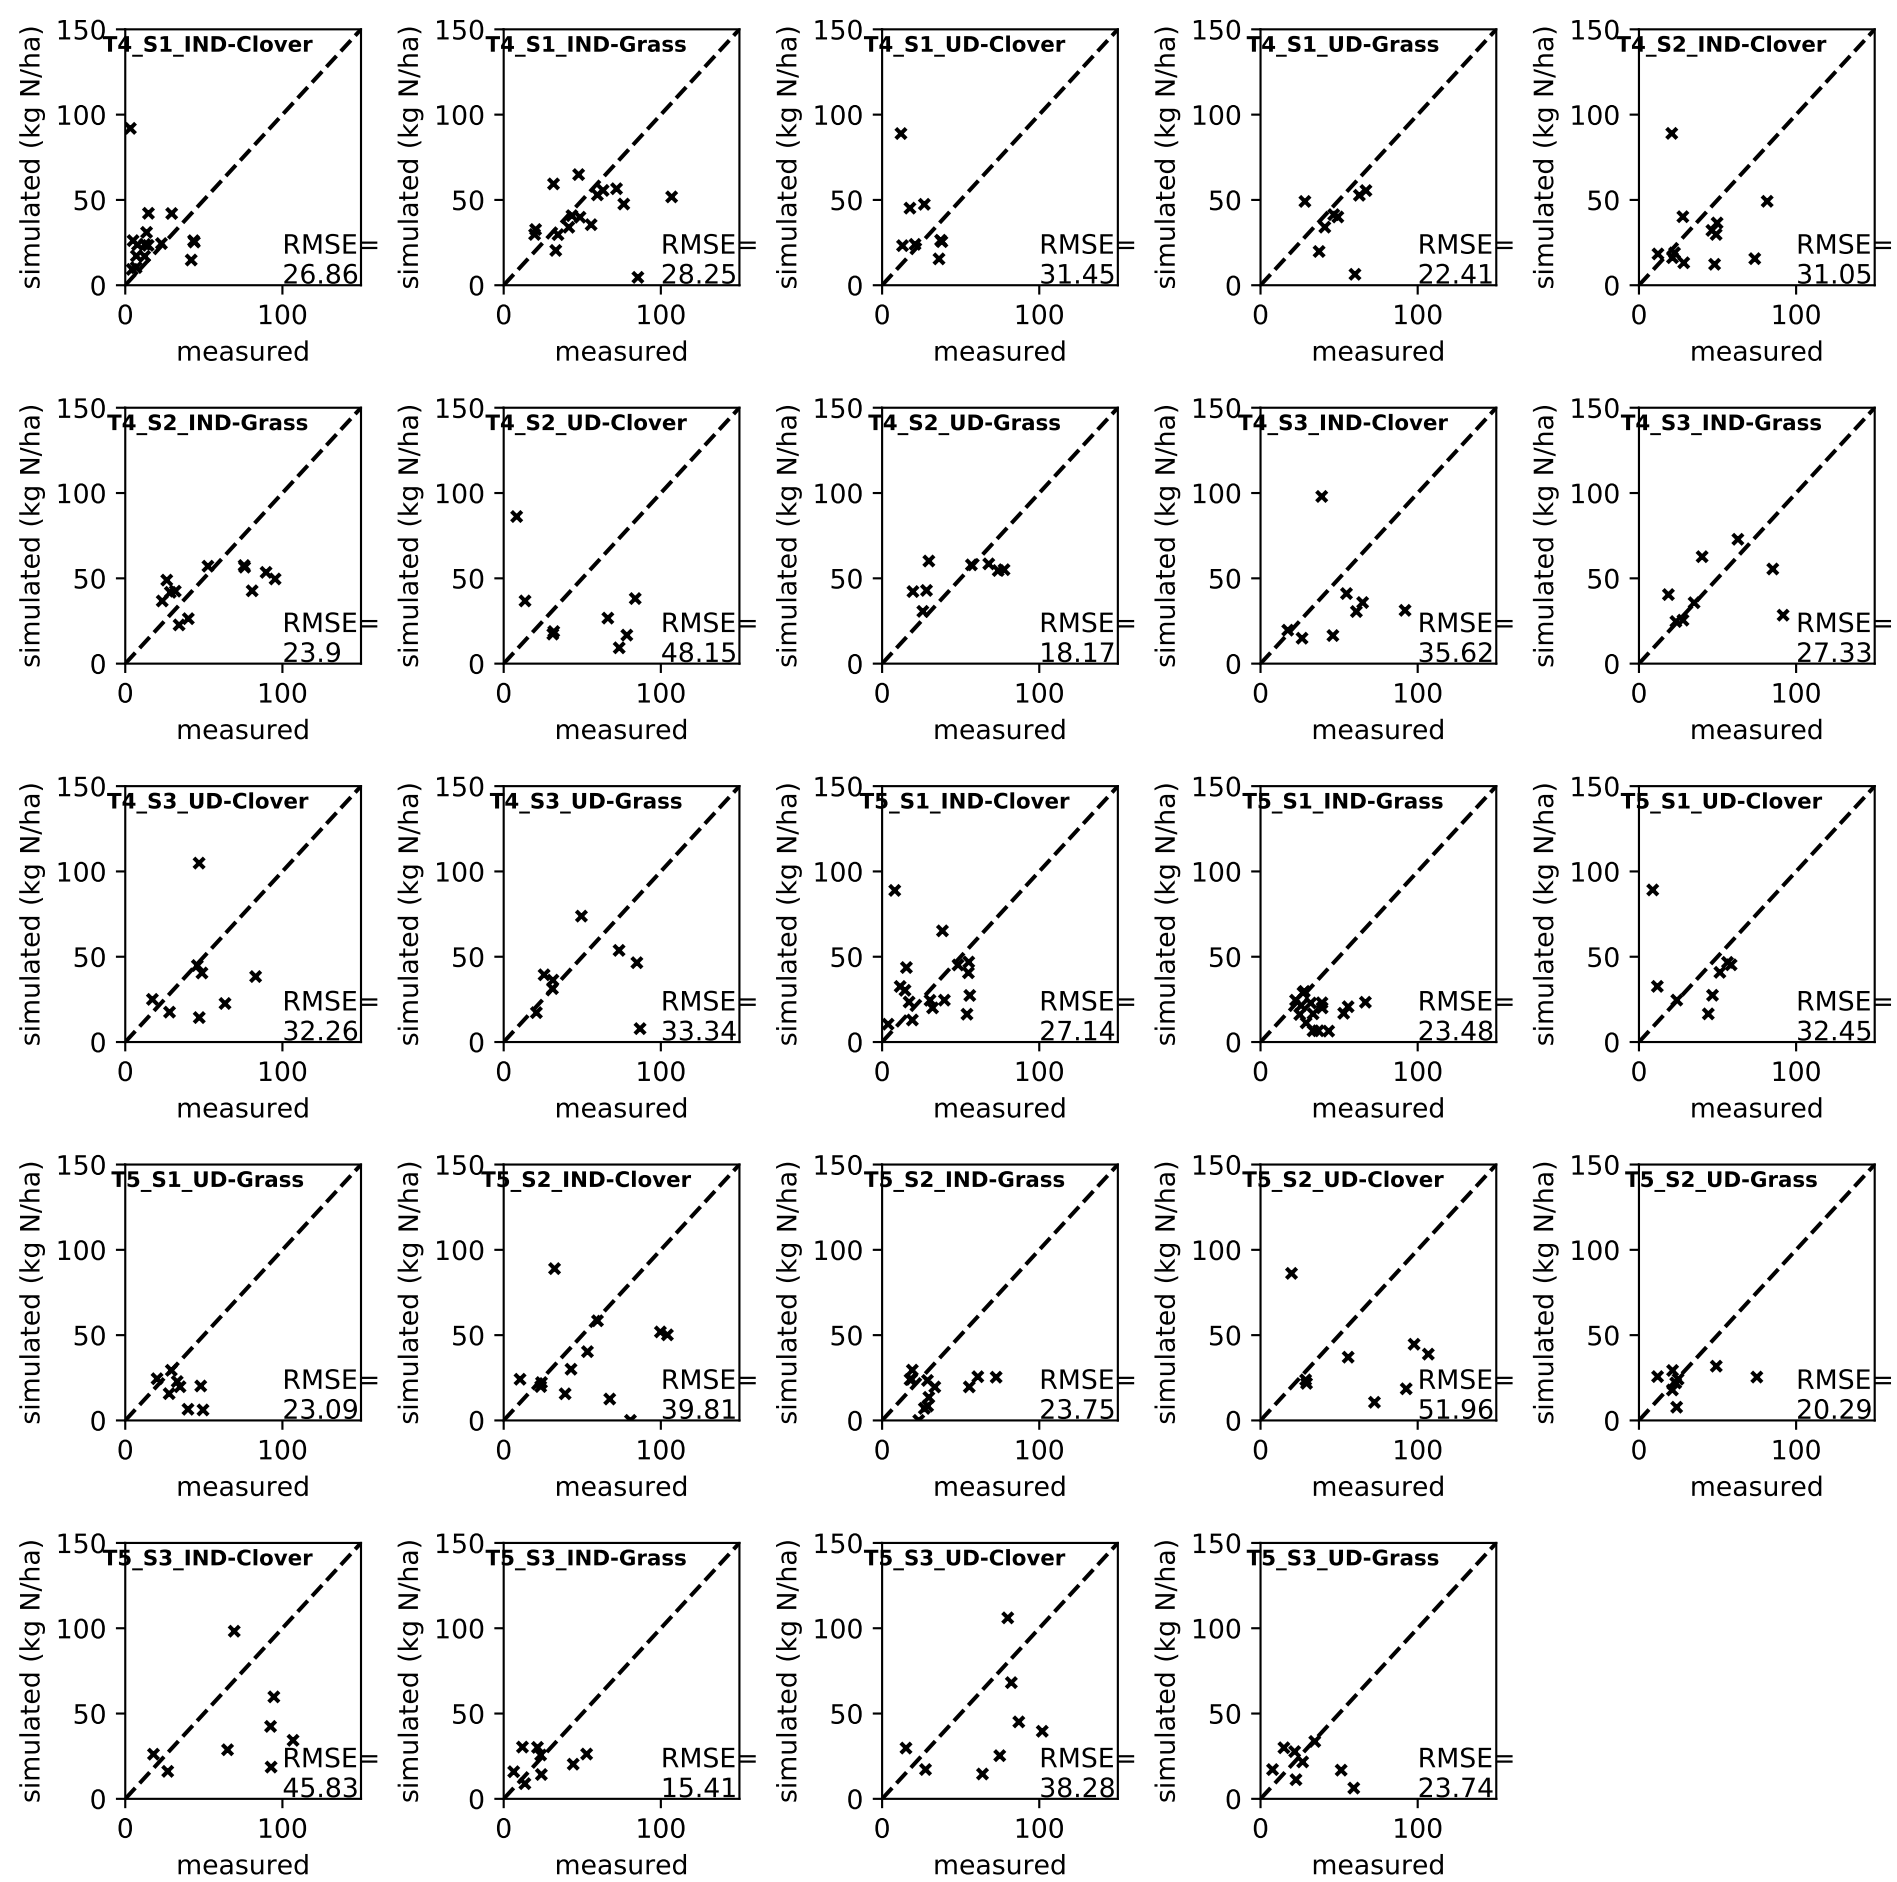 T4_S1_IND-Clover
simulated (kg N/ha)
150
100
50
0
RMSE=
26.86
0 100
measured
T4_S1_IND-Grass
simulated (kg N/ha)
150
100
50
0
RMSE=
28.25
0 100
measured
T4_S1_UD-Clover
simulated (kg N/ha)
150
100
50
0
RMSE=
31.45
0 100
measured
T4_S1_UD-Grass
simulated (kg N/ha)
150
100
50
0
RMSE=
22.41
0 100
measured
T4_S2_IND-Clover
simulated (kg N/ha)
150
100
50
0
RMSE=
31.05
0 100
measured
T4_S2_IND-Grass
simulated (kg N/ha)
150
100
50
0
RMSE=
23.9
0 100
measured
T4_S2_UD-Clover
simulated (kg N/ha)
150
100
50
0
RMSE=
48.15
0 100
measured
T4_S2_UD-Grass
simulated (kg N/ha)
150
100
50
0
RMSE=
18.17
0 100
measured
T4_S3_IND-Clover
simulated (kg N/ha)
150
100
50
0
RMSE=
35.62
0 100
measured
T4_S3_IND-Grass
simulated (kg N/ha)
150
100
50
0
RMSE=
27.33
0 100
measured
T4_S3_UD-Clover
simulated (kg N/ha)
150
100
50
0
RMSE=
32.26
0 100
measured
T4_S3_UD-Grass
simulated (kg N/ha)
150
100
50
0
RMSE=
33.34
0 100
measured
T5_S1_IND-Clover
simulated (kg N/ha)
150
100
50
0
RMSE=
27.14
0 100
measured
T5_S1_IND-Grass
simulated (kg N/ha)
150
100
50
0
RMSE=
23.48
0 100
measured
T5_S1_UD-Clover
simulated (kg N/ha)
150
100
50
0
RMSE=
32.45
0 100
measured
T5_S1_UD-Grass
simulated (kg N/ha)
150
100
50
0
RMSE=
23.09
0 100
measured
T5_S2_IND-Clover
simulated (kg N/ha)
150
100
50
0
RMSE=
39.81
0 100
measured
T5_S2_IND-Grass
simulated (kg N/ha)
150
100
50
0
RMSE=
23.75
0 100
measured
T5_S2_UD-Clover
simulated (kg N/ha)
150
100
50
0
RMSE=
51.96
0 100
measured
T5_S2_UD-Grass
simulated (kg N/ha)
150
100
50
0
RMSE=
20.29
0 100
measured
T5_S3_IND-Clover
simulated (kg N/ha)
150
100
50
0
RMSE=
45.83
0 100
measured
T5_S3_IND-Grass
simulated (kg N/ha)
150
100
50
0
RMSE=
15.41
0 100
measured
T5_S3_UD-Clover
simulated (kg N/ha)
150
100
50
0
RMSE=
38.28
0 100
measured
T5_S3_UD-Grass
simulated (kg N/ha)
150
100
50
0
RMSE=
23.74
0 100
measured